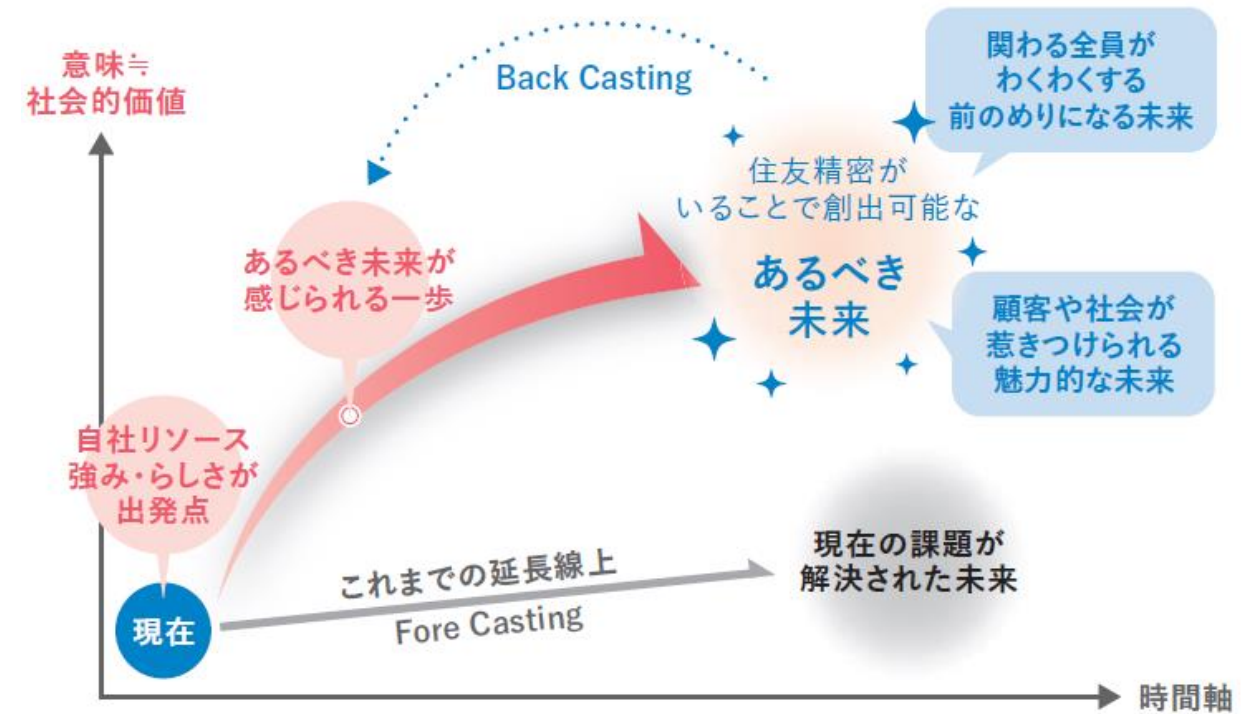 意味≒
社会的価値
Back Casting
関わる全員が
わくわくする
前のめりになる未来
住友精密が
いることで創出可能な
あるべき
未来
あるべき未来が
感じられる一歩
顧客や社会が
惹きつけられる
魅力的な未来
自社リソース
強み・らしさが
出発点
現在
これまでの延長線上
Fore Casting
現在の課題が
解決された未来
時間軸